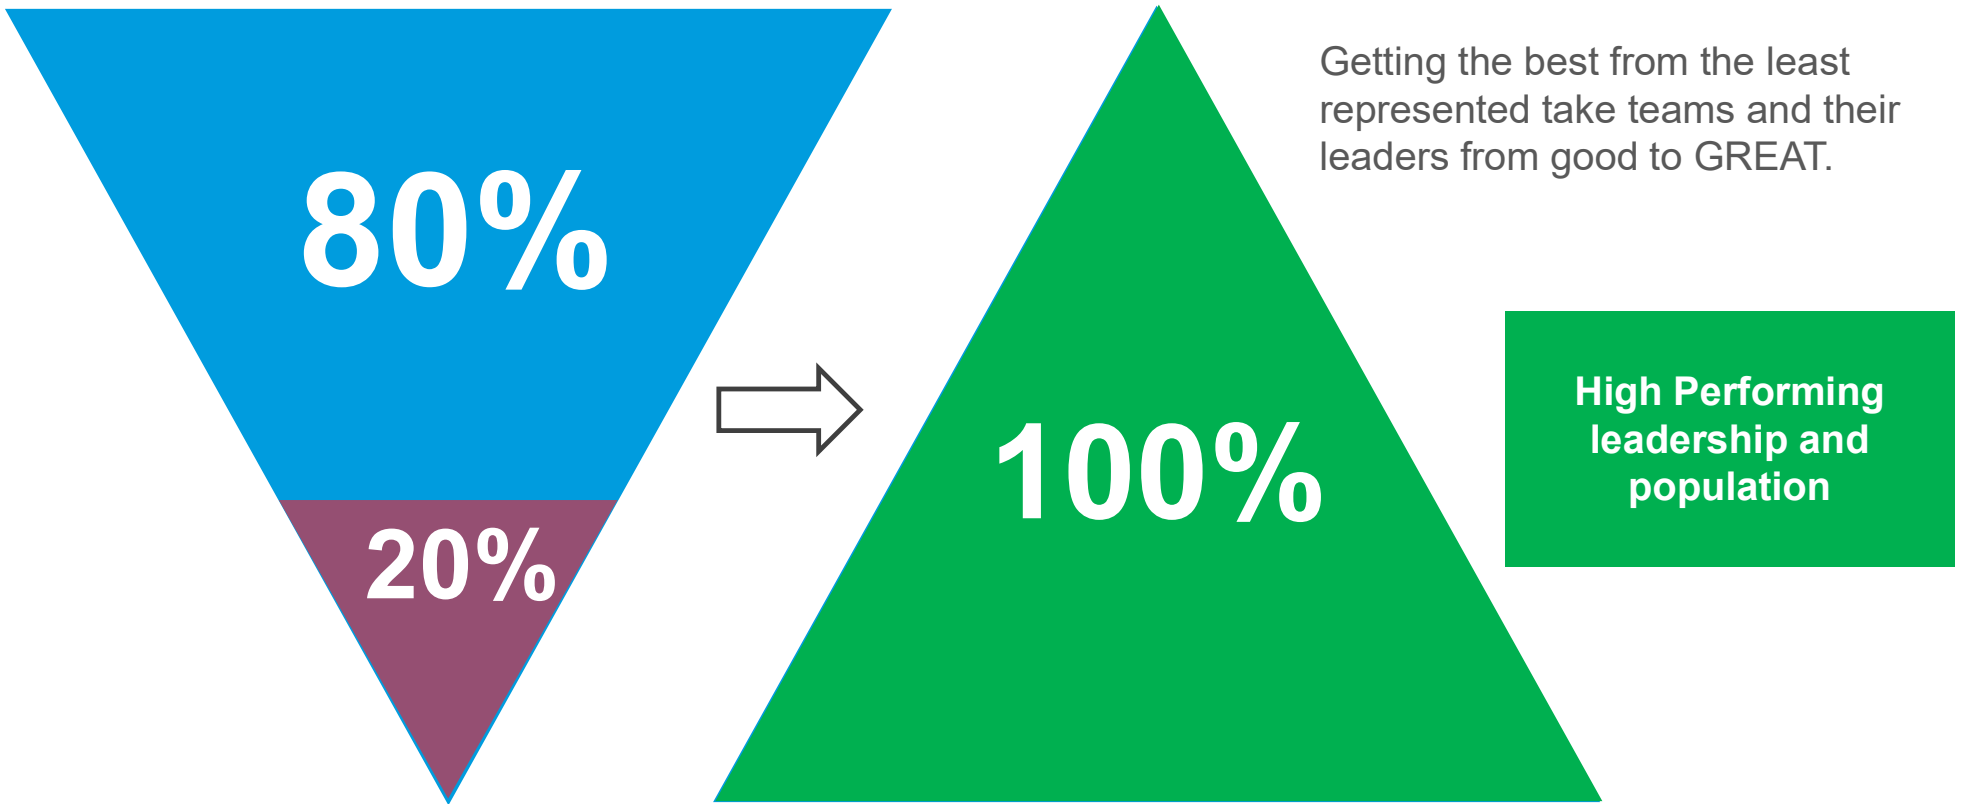 80%
20%
100%
Getting the best from the least
represented take teams and their
leaders from good to GREAT.
High Performing
leadership and
population